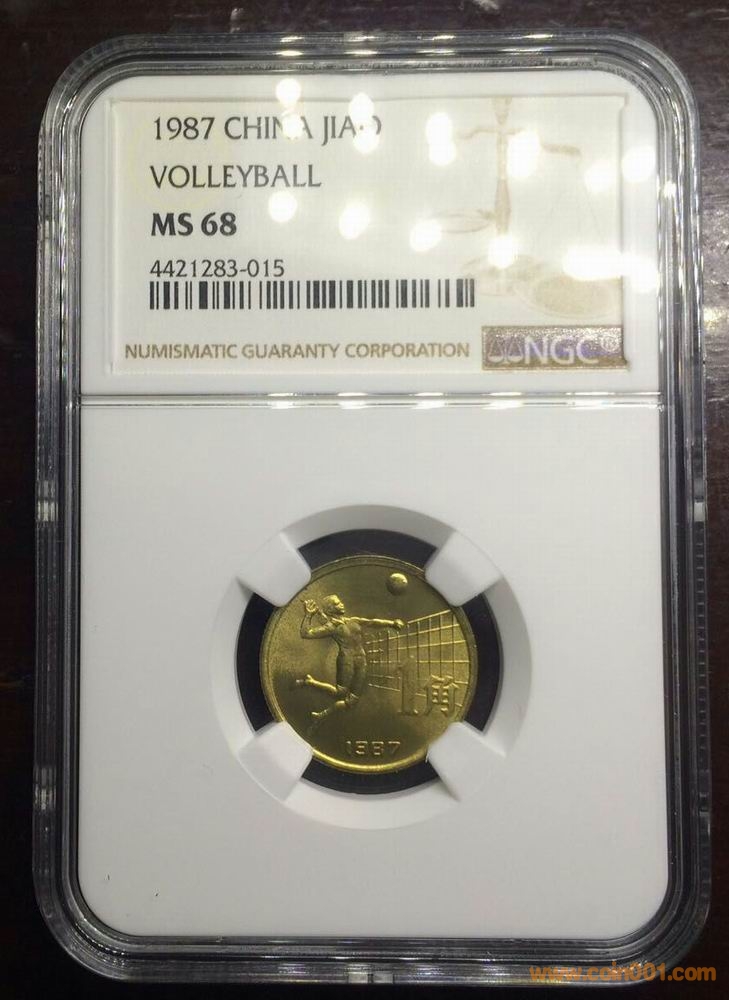 1987 CHINA JIAO
VOLLEYBALL
MS 68
4421283-015
NUMISMATIC GUARANTY CORPORATION
NGC
1角
1987
www.coin001.com